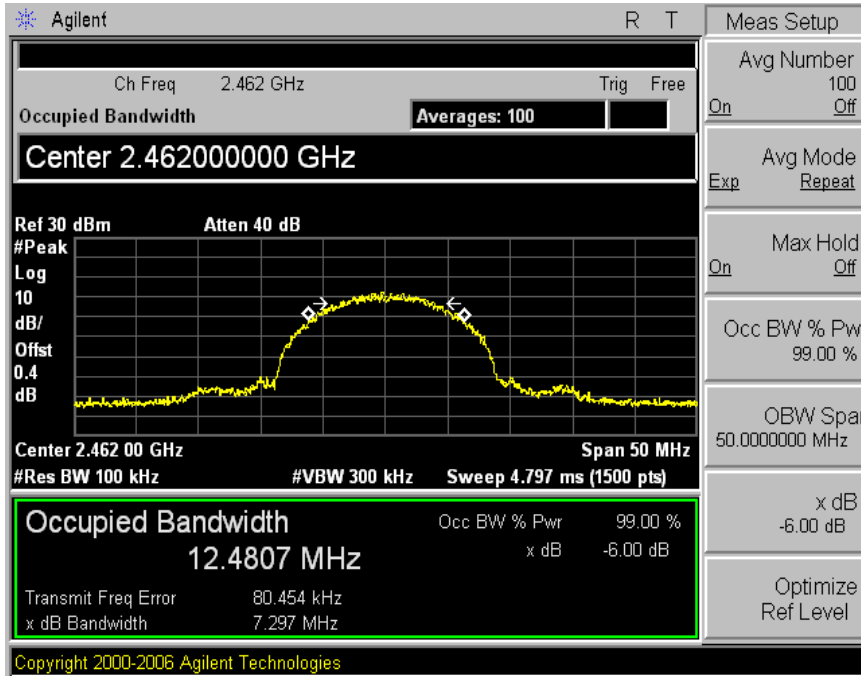 Agilent R T
Meas Setup
Ch Freq 2.462 GHz Trig Free
Occupied Bandwidth Averages: 100
Center 2.462000000 GHz
Ref 30 dBm Atten 40 dB
#Peak
Log
10
dB/
Offst
0.4
dB
Center 2.462 00 GHz Span 50 MHz
#Res BW 100 kHz #VBW 300 kHz Sweep 4.797 ms (1500 pts)
Occupied Bandwidth
12.4807 MHz
Occ BW % Pwr 99.00 %
x dB -6.00 dB
Transmit Freq Error 80.454 kHz
x dB Bandwidth 7.297 MHz
Copyright 2000-2006 Agilent Technologies
Avg Number
100
On Off
Avg Mode
Exp Repeat
Max Hold
On Off
Occ BW % Pw
99.00 %
OBW Spa
50.0000000 MHz
x dB
-6.00 dB
Optimize
Ref Level